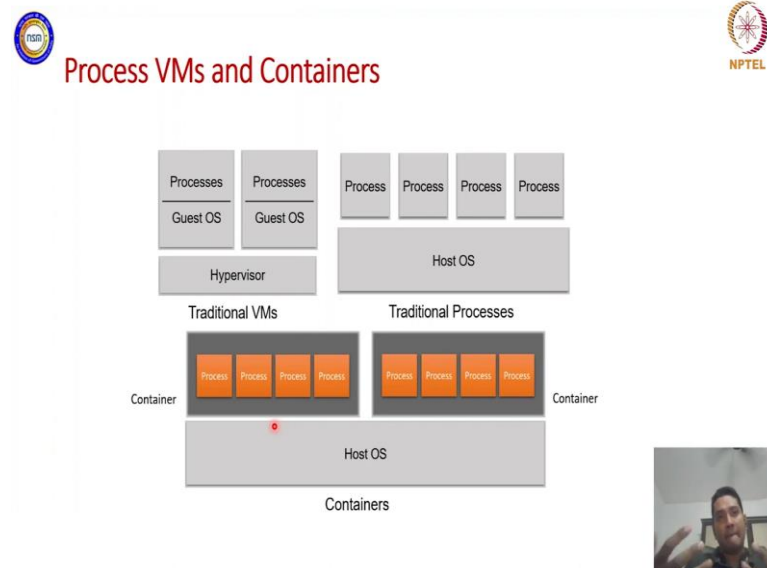 nsm
NPTEL
Process VMs and Containers
Processes
Guest OS
Processes
Guest OS
Hypervisor
Traditional VMs
Process Process Process Process
Host OS
Traditional Processes
Container
Process Process Process Process
Process Process Process Process
Container
Host OS
Containers